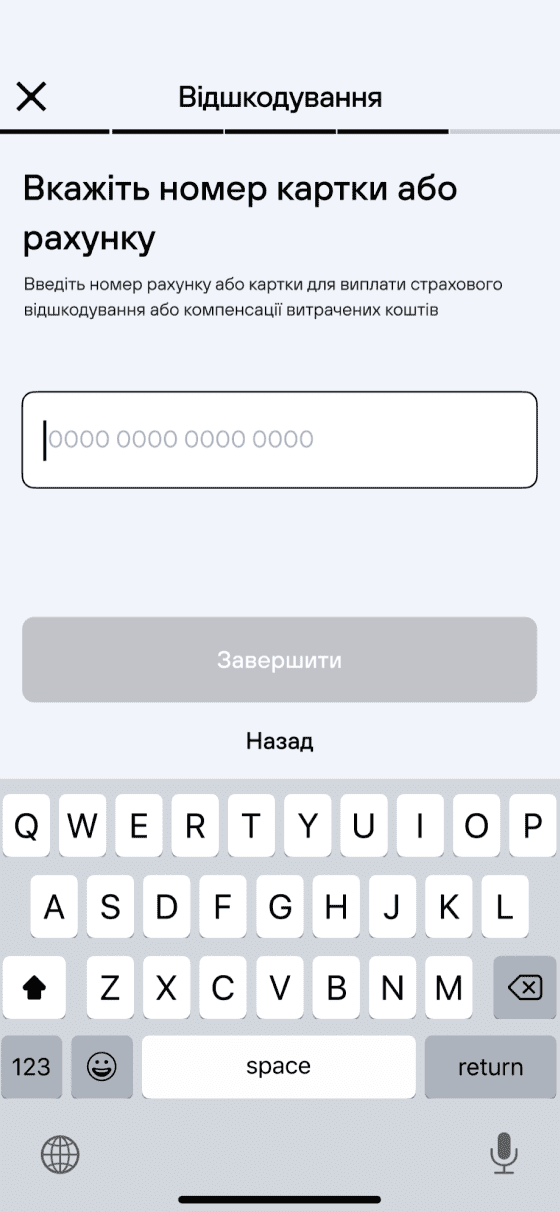 Відшкодування
Вкажіть номер картки або
рахунку
Введіть номер рахунку або картки для виплати страхового
відшкодування або компенсації витрачених коштів
0000 0000 0000 0000
Завершити
Назад
Q W E R T Y U I O P
A S D F G H J K L
Z X C V B N M
123 space return